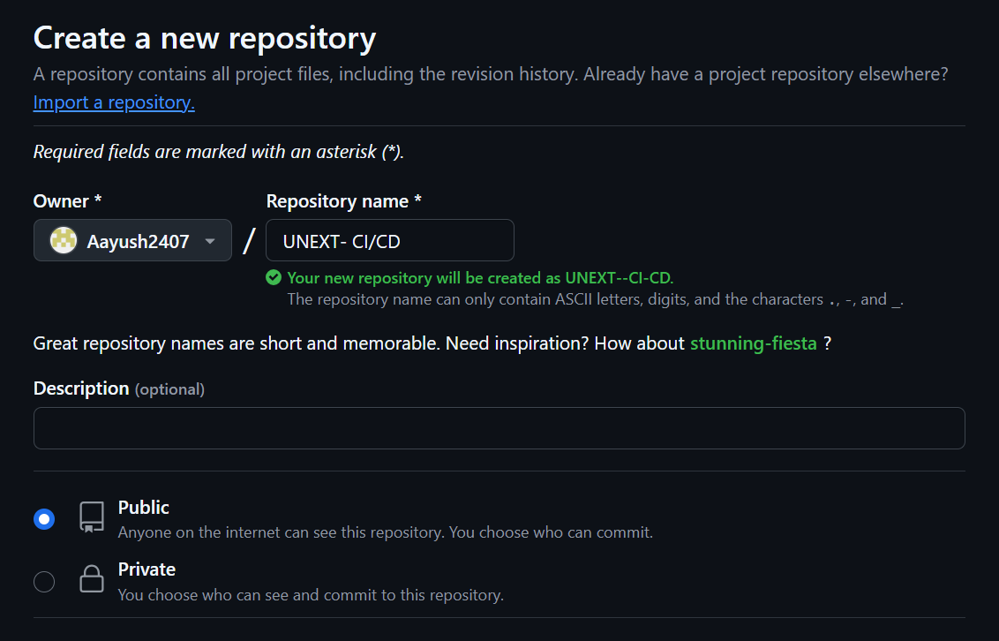 Create a new repository
A repository contains all project files, including the revision history. Already have a project repository elsewhere?
Import a repository.
Required fields are marked with an asterisk (*).
Owner *
Repository name *
Aayush2407
/
UNEXT- CI/CD
Your new repository will be created as UNEXT--CI-CD.
The repository name can only contain ASCII letters, digits, and the characters ., -, and _.
Great repository names are short and memorable. Need inspiration? How about stunning-fiesta ?
Description (optional)
Public
Anyone on the internet can see this repository. You choose who can commit.
Private
You choose who can see and commit to this repository.